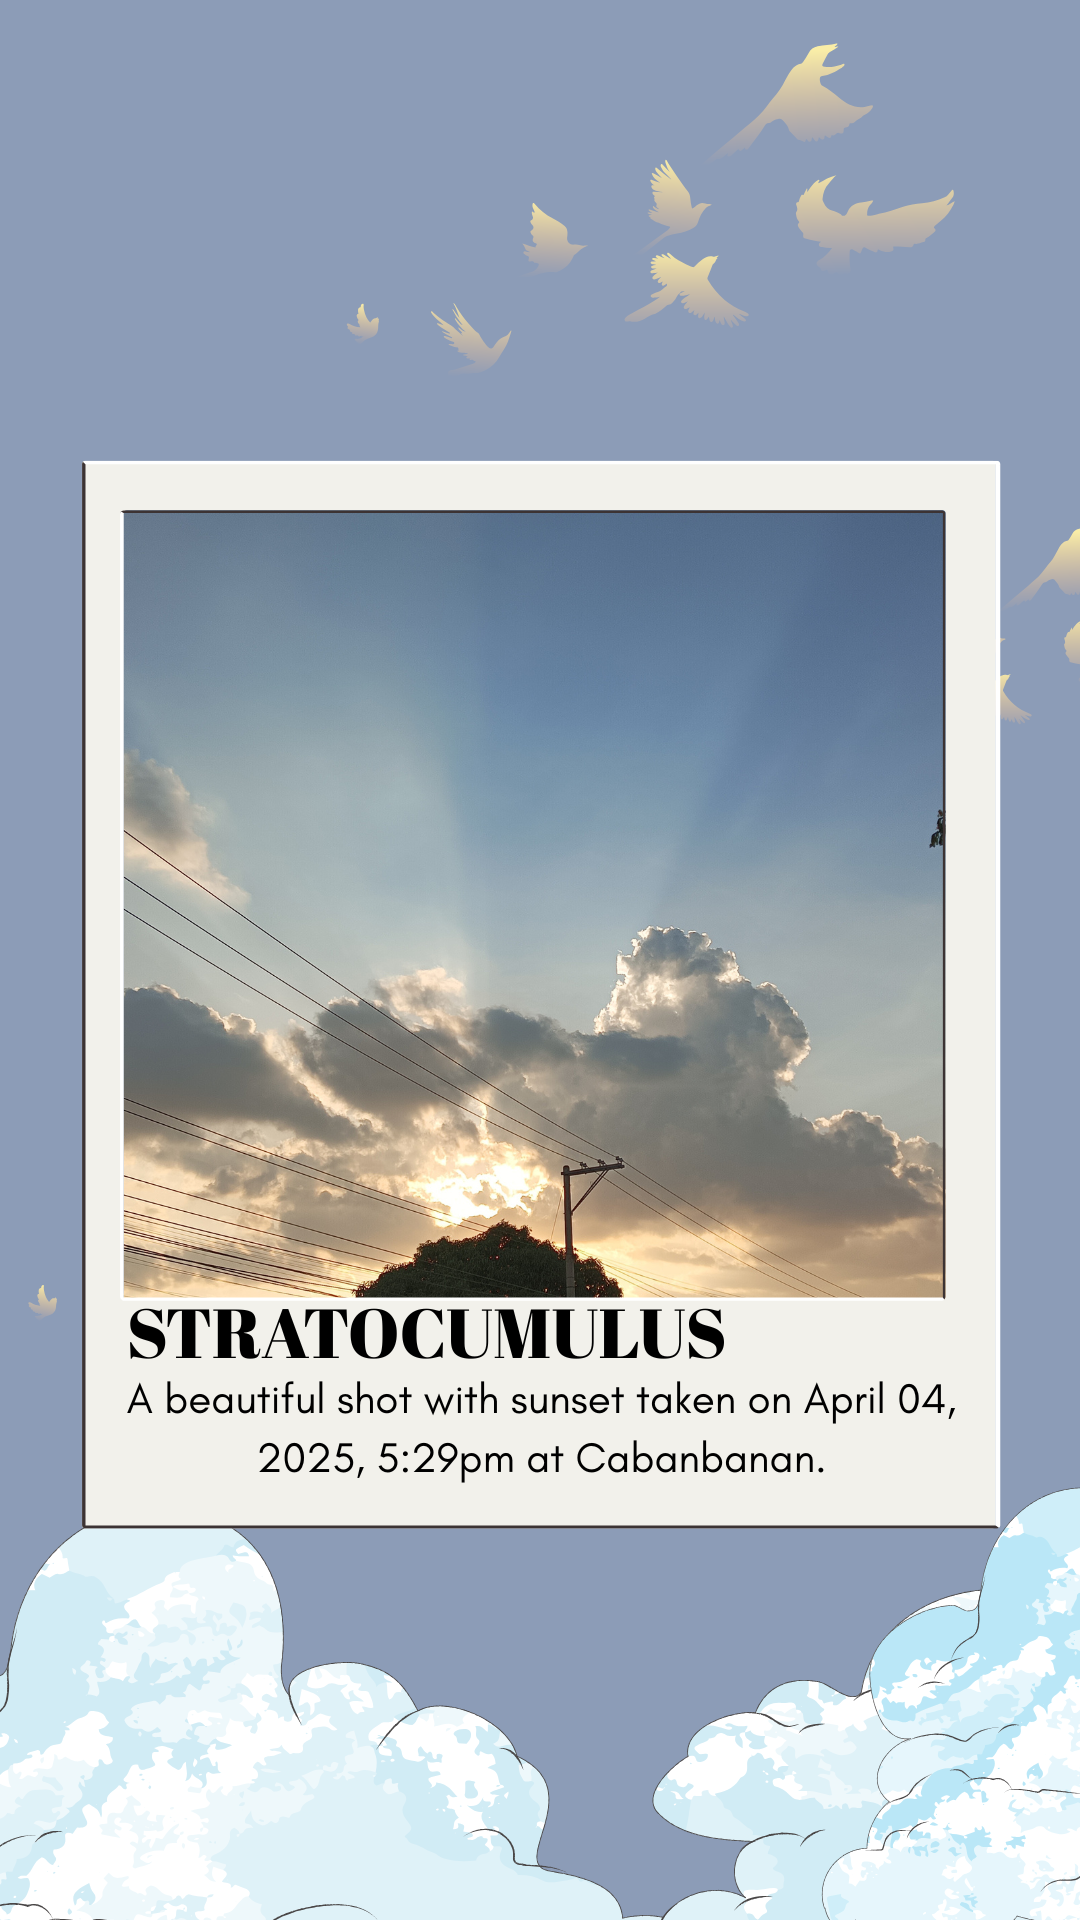 STRATOCUMULUS
A beautiful shot with sunset taken on April 04,
2025, 5:29pm at Cabanbanan.